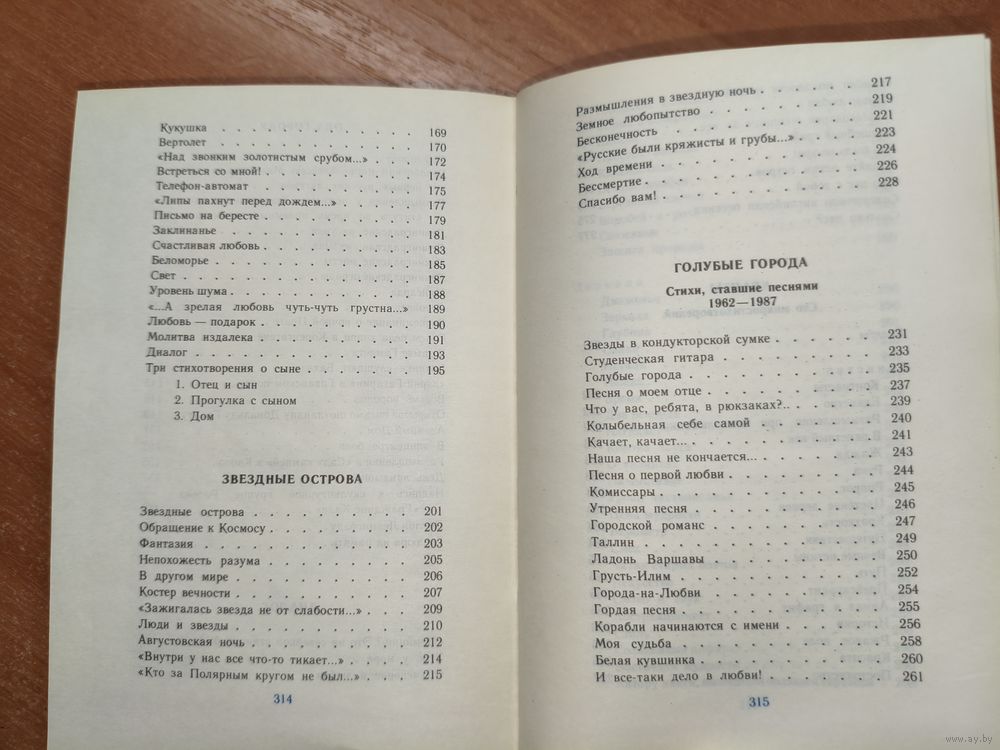 Кукушка . . . . . . . . . . . . 169
Вертолет . . . . . . . . . . . . 170
«Над звонким золотистым срубом...» . . . 172
Встреться со мной! . . . . . . . . . 174
Телефон-автомат . . . . . . . . . . 175
«Липы пахнут перед дождем...» . . . . . 177
Письмо на бересте . . . . . . . . . 179
Заклинанье . . . . . . . . . . . 181
Счастливая любовь . . . . . . . . . 183
Беломорье . . . . . . . . . . . 185
Свет . . . . . . . . . . . . . 187
Уровень шума . . . . . . . . . . . 188
«...А зрелая любовь чуть-чуть грустна...» 189
Любовь — подарок . . . . . . . . . 190
Молитва издалека . . . . . . . . . 191
Диалог . . . . . . . . . . . . 193
Три стихотворения о сыне . . . . . . 195
1. Отец и сын
2. Прогулка с сыном
3. Дом
ЗВЕЗДНЫЕ ОСТРОВА
Звездные острова . . . . . . . . . 201
Обращение к Космосу . . . . . . . . 202
Фантазия . . . . . . . . . . . 203
Непохожесть разума . . . . . . . . 205
В другом мире . . . . . . . . . . 206
Костер вечности . . . . . . . . . 207
«Зажигалась звезда не от слабости...» . . . 209
Люди и звезды . . . . . . . . . . 210
Августовская ночь . . . . . . . . . 212
«Внутри у нас все что-то тикает...» . . . . 214
«Кто за Полярным кругом не был...» . . . 215
314
Размышления в звездную ночь . . . . . 217
Земное любопытство . . . . . . . . 219
Бесконечность . . . . . . . . . . 221
«Русские были кряжисты и грубы...» . . . 223
Ход времени . . . . . . . . . . 224
Бессмертие . . . . . . . . . . . 226
Спасибо вам! . . . . . . . . . . 228
ГОЛУБЫЕ ГОРОДА
Стихи, ставшие песнями
1962—1987
Звезды в кондукторской сумке . . . . . 231
Студенческая гитара . . . . . . . . 233
Голубые города . . . . . . . . . 235
Песня о моем отце . . . . . . . . 237
Что у вас, ребята, в рюкзаках?.. . . . . 239
Колыбельная себе самой . . . . . . . 240
Качает, качает... . . . . . . . . . 241
Наша песня не кончается... . . . . . . 243
Песня о первой любви . . . . . . . 244
Комиссары . . . . . . . . . . . 245
Утренняя песня . . . . . . . . . 246
Городской романс . . . . . . . . . 247
Таллин . . . . . . . . . . . . 249
Ладонь Варшавы . . . . . . . . . 250
Грусть-Илим . . . . . . . . . . 252
Города-на-Любви . . . . . . . . . 254
Гордая песня . . . . . . . . . . 255
Корабли начинаются с имени . . . . . 256
Моя судьба . . . . . . . . . . 258
Белая кувшинка . . . . . . . . . 260
И все-таки дело в любви! . . . . . . 261
315
www.ay.by